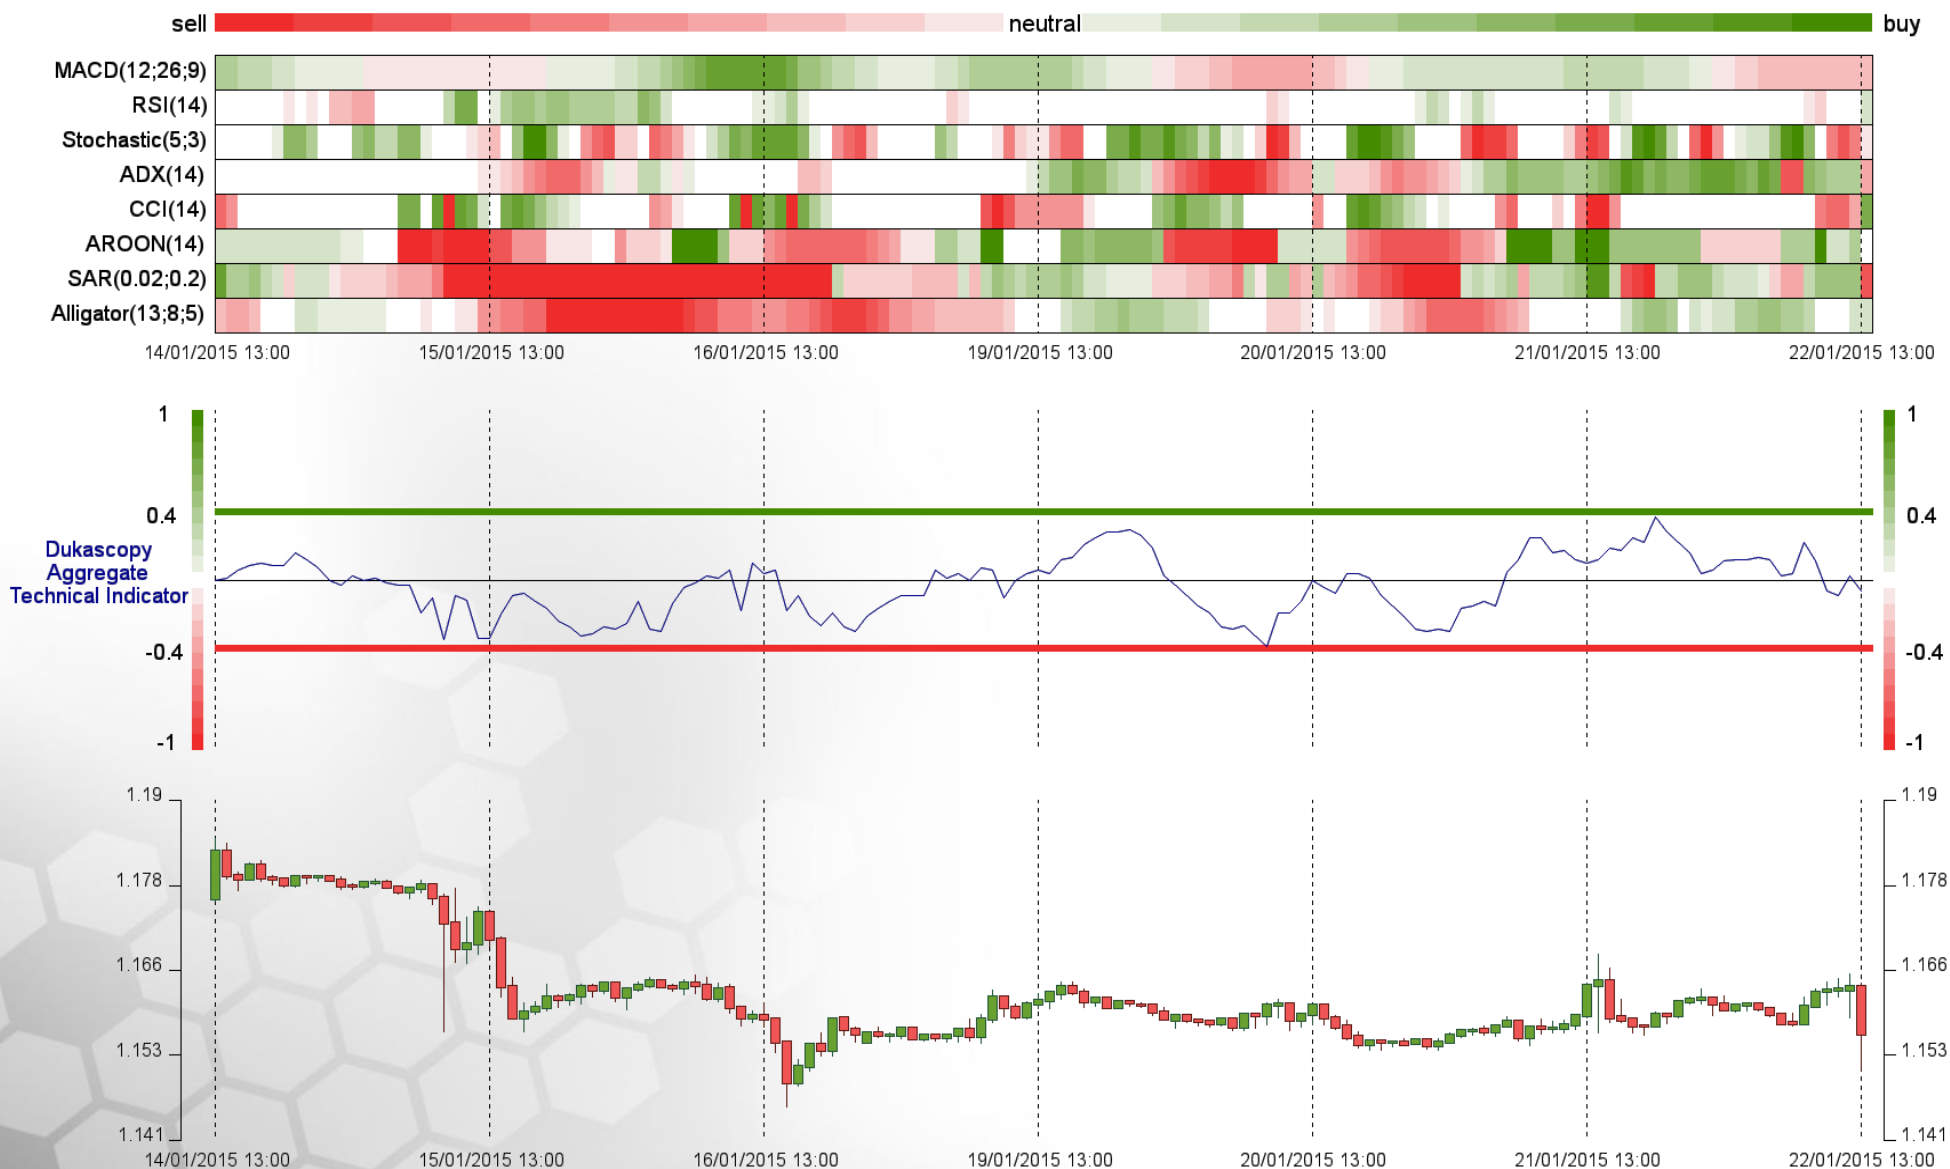 sell neutral buy
MACD(12;26;9)
RSI(14)
Stochastic(5;3)
ADX(14)
CCI(14)
AROON(14)
SAR(0.02;0.2)
Alligator(13;8;5)
14/01/2015 13:00 15/01/2015 13:00 16/01/2015 13:00 19/01/2015 13:00 20/01/2015 13:00 21/01/2015 13:00 22/01/2015 13:00
1 1
0.4 0.4
Dukascopy
Aggregate
Technical Indicator
-0.4 -0.4
-1 -1
1.19 1.19
1.178 1.178
1.166 1.166
1.153 1.153
1.141 1.141
14/01/2015 13:00 15/01/2015 13:00 16/01/2015 13:00 19/01/2015 13:00 20/01/2015 13:00 21/01/2015 13:00 22/01/2015 13:00